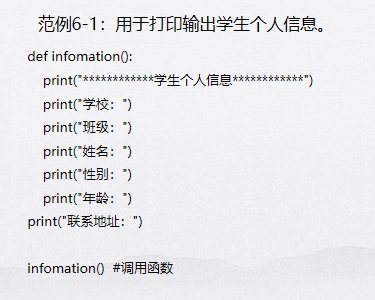 范例6-1：用于打印输出学生个人信息。
def infomation():
print("************学生个人信息************")
print("学校：")
print("班级：")
print("姓名：")
print("性别：")
print("年龄：")
print("联系地址：")
infomation() #调用函数